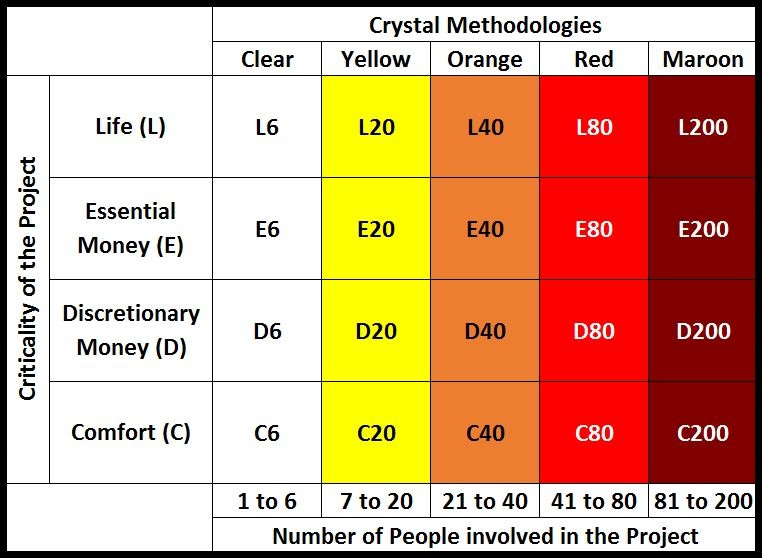 Crystal Methodologies
Clear Yellow Orange Red Maroon
Criticality of the Project
Life (L) L6 L20 L40 L80 L200
Essential
Money (E) E6 E20 E40 E80 E200
Discretionary
Money (D) D6 D20 D40 D80 D200
Comfort (C) C6 C20 C40 C80 C200
1 to 6 7 to 20 21 to 40 41 to 80 81 to 200
Number of People involved in the Project